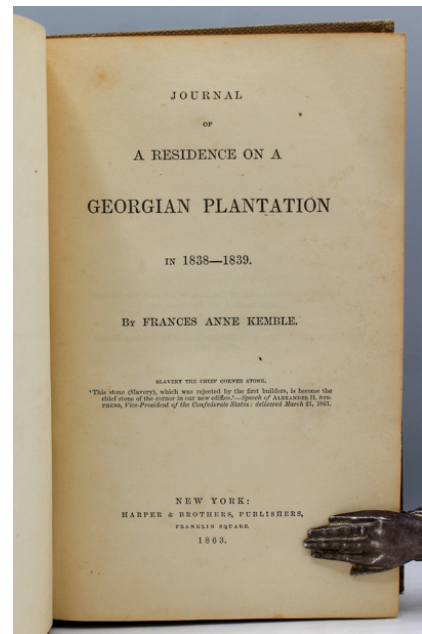 JOURNAL
OF
A RESIDENCE ON A
GEORGIAN PLANTATION
IN 1838—1839.
BY FRANCES ANNE KEMBLE.
SLAVERY THE CHIEF CORNER STONE.
'This stone (Slavery), which was rejected by the first builders, is become the
chief stone of the corner in our new edifice.'—Speech of ALEXANDER H. STE-
PHENS, Vice-President of the Confederate States: delivered March 21, 1861.
NEW YORK:
HARPER & BROTHERS, PUBLISHERS,
FRANKLIN SQUARE.
1863.